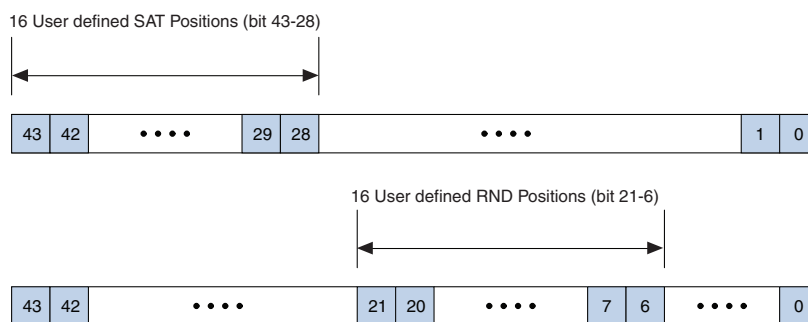 16 User defined SAT Positions (bit 43-28)
43 42 •••• 29 28 •••• 1 0
16 User defined RND Positions (bit 21-6)
43 42 •••• 21 20 •••• 7 6 •••• 0